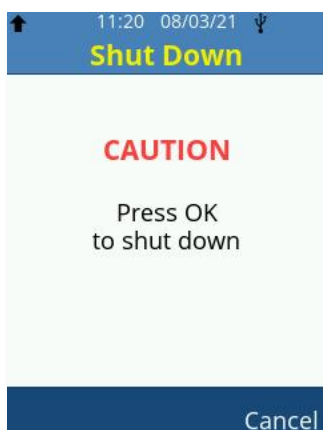 11:20 08/03/21
Shut Down
CAUTION
Press OK
to shut down
Cancel